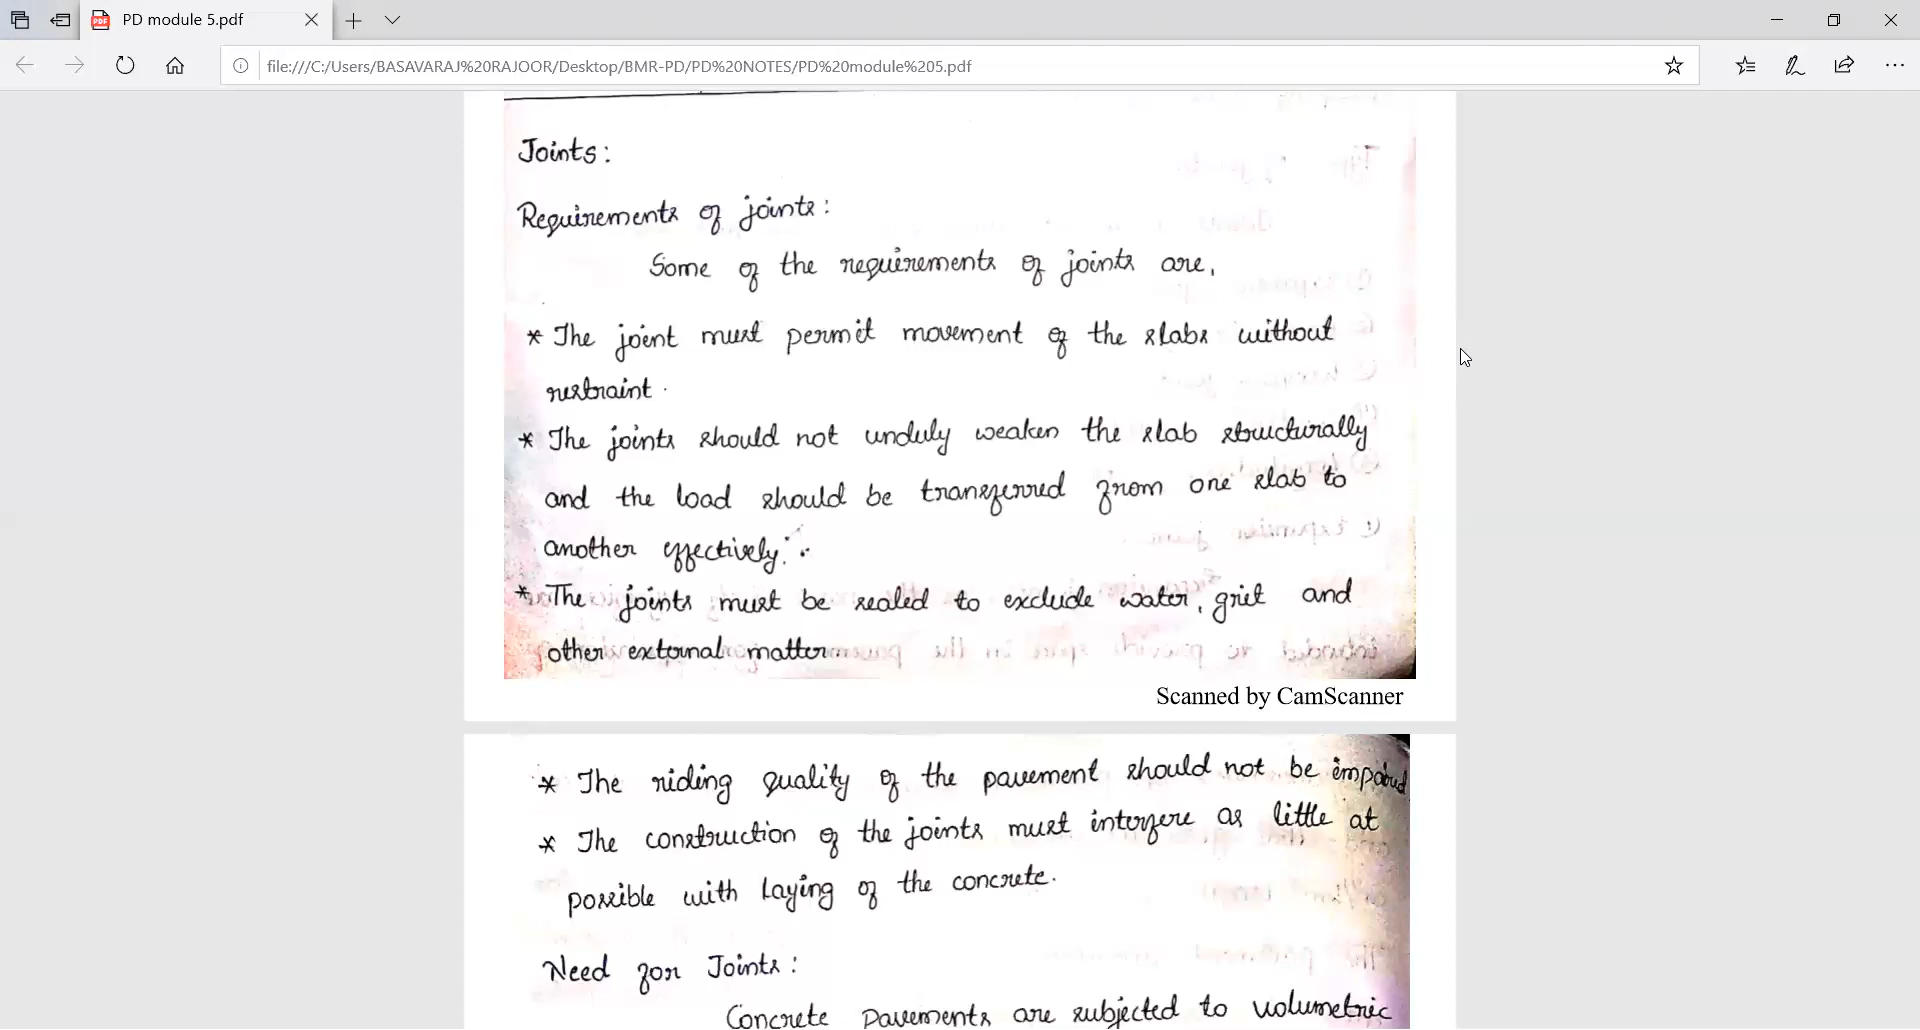 PD module 5.pdf
file:///C:/Users/BASAVARAJ%20RAJOOR/Desktop/BMR-PD/PD%20NOTES/PD%20module%205.pdf
Joints:
Requirements of joints:
Some of the requirements of joints are,
* The joint must permit movement of the slabs without
restraint.
* The joints should not unduly weaken the slab structurally
and the load should be transferred from one slab to
another effectively.
* The joints must be sealed to exclude water, griet and
other external matter
Scanned by CamScanner
* The riding quality of the pavement should not be
* The construction of the joints must interfere as little at
possible with laying of the concrete.
Need for Joints:
Concrete pavements are subjected to volumetric